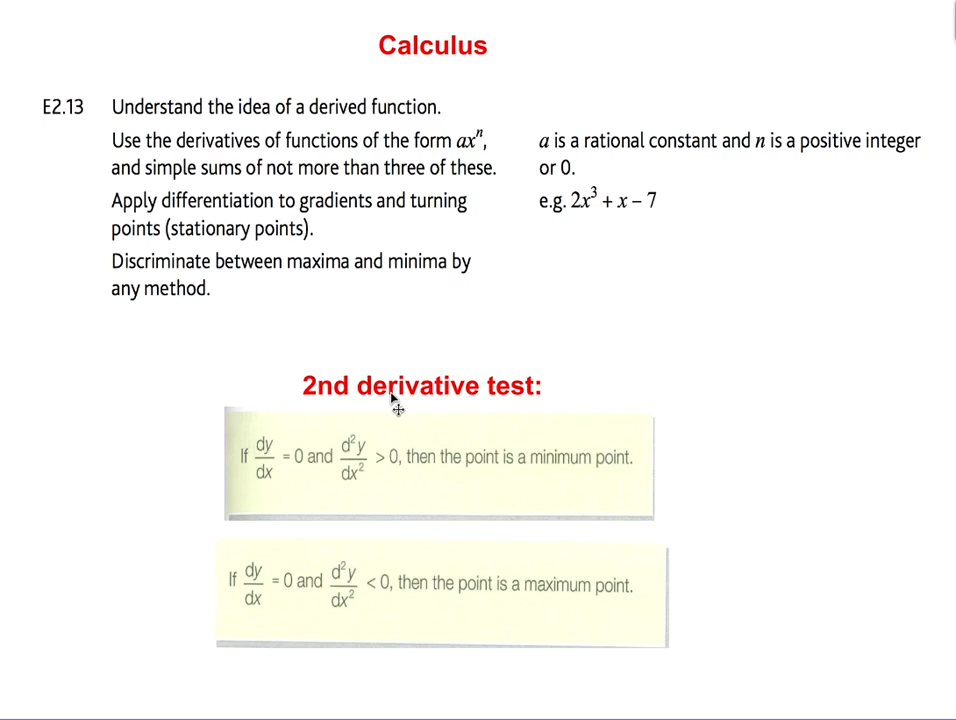 Calculus
E2.13 Understand the idea of a derived function.
Use the derivatives of functions of the form axⁿ, a is a rational constant and n is a positive integer
and simple sums of not more than three of these. or 0.
Apply differentiation to gradients and turning e.g. 2x³ + x – 7
points (stationary points).
Discriminate between maxima and minima by
any method.
2nd derivative test:
If dy/dx = 0 and d²y/dx² > 0, then the point is a minimum point.
If dy/dx = 0 and d²y/dx² < 0, then the point is a maximum point.